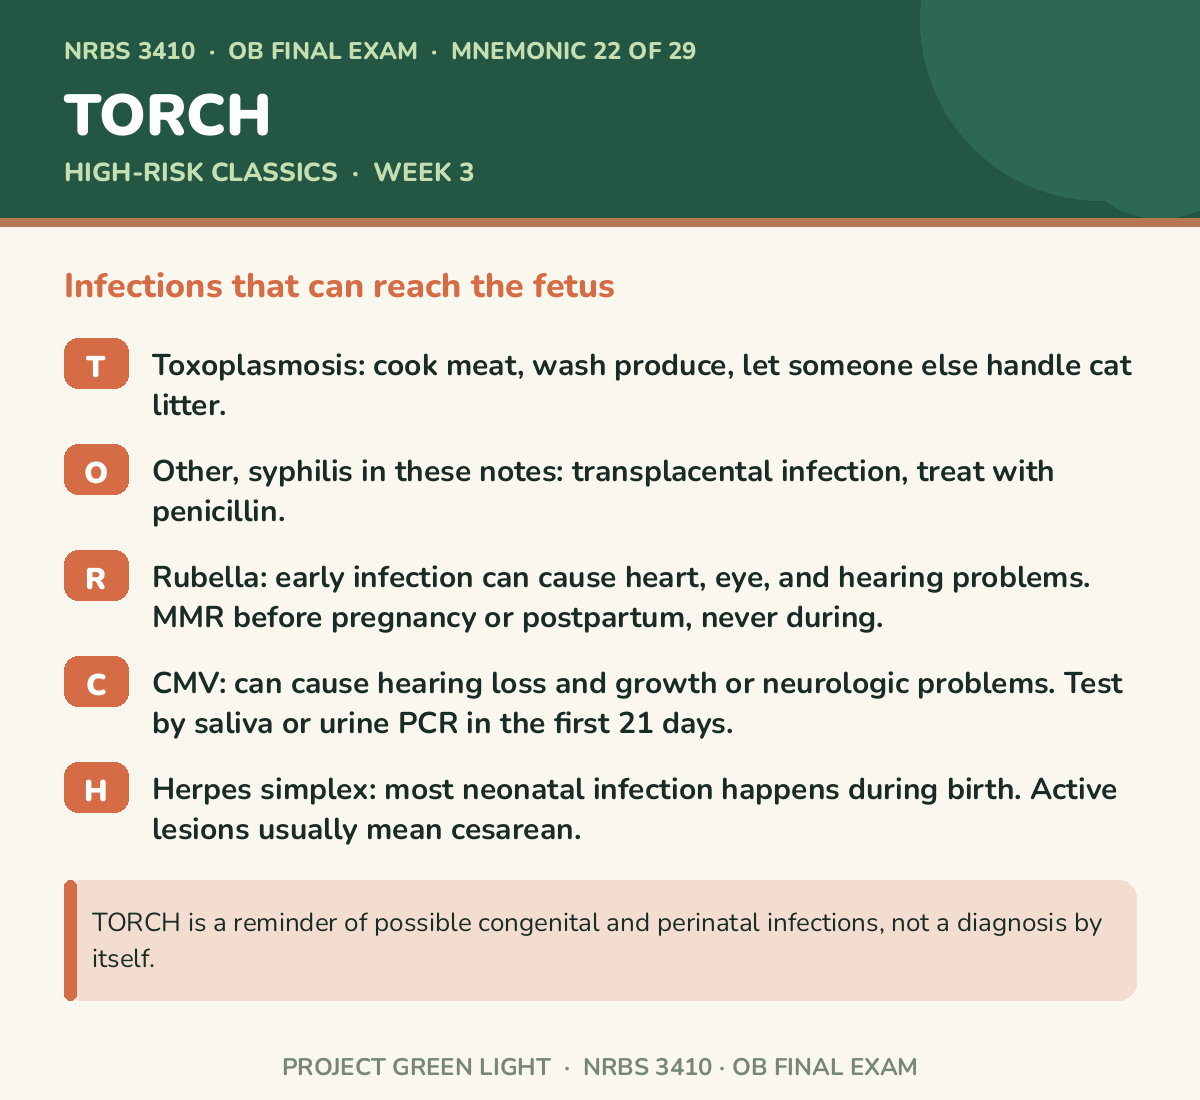 NRBS 3410 · OB FINAL EXAM · MNEMONIC 22 OF 29
TORCH
HIGH-RISK CLASSICS · WEEK 3
Infections that can reach the fetus
T
Toxoplasmosis: cook meat, wash produce, let someone else handle cat
litter.
O
Other, syphilis in these notes: transplacental infection, treat with
penicillin.
R
Rubella: early infection can cause heart, eye, and hearing problems.
MMR before pregnancy or postpartum, never during.
C
CMV: can cause hearing loss and growth or neurologic problems. Test
by saliva or urine PCR in the first 21 days.
H
Herpes simplex: most neonatal infection happens during birth. Active
lesions usually mean cesarean.
TORCH is a reminder of possible congenital and perinatal infections, not a diagnosis by
itself.
PROJECT GREEN LIGHT · NRBS 3410 · OB FINAL EXAM